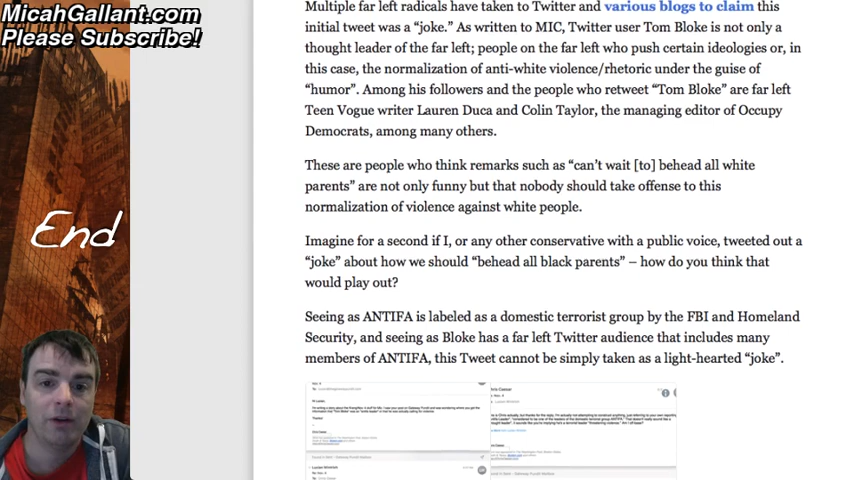 MicahGallant.com
Please Subscribe!
End
Multiple far left radicals have taken to Twitter and various blogs to claim this
initial tweet was a “joke.” As written to MIC, Twitter user Tom Bloke is not only a
thought leader of the far left; people on the far left who push certain ideologies or, in
this case, the normalization of anti-white violence/rhetoric under the guise of
“humor”. Among his followers and the people who retweet “Tom Bloke” are far left
Teen Vogue writer Lauren Duca and Colin Taylor, the managing editor of Occupy
Democrats, among many others.
These are people who think remarks such as “can’t wait [to] behead all white
parents” are not only funny but that nobody should take offense to this
normalization of violence against white people.
Imagine for a second if I, or any other conservative with a public voice, tweeted out a
“joke” about how we should “behead all black parents” – how do you think that
would play out?
Seeing as ANTIFA is labeled as a domestic terrorist group by the FBI and Homeland
Security, and seeing as Bloke has a far left Twitter audience that includes many
members of ANTIFA, this Tweet cannot be simply taken as a light-hearted “joke”.